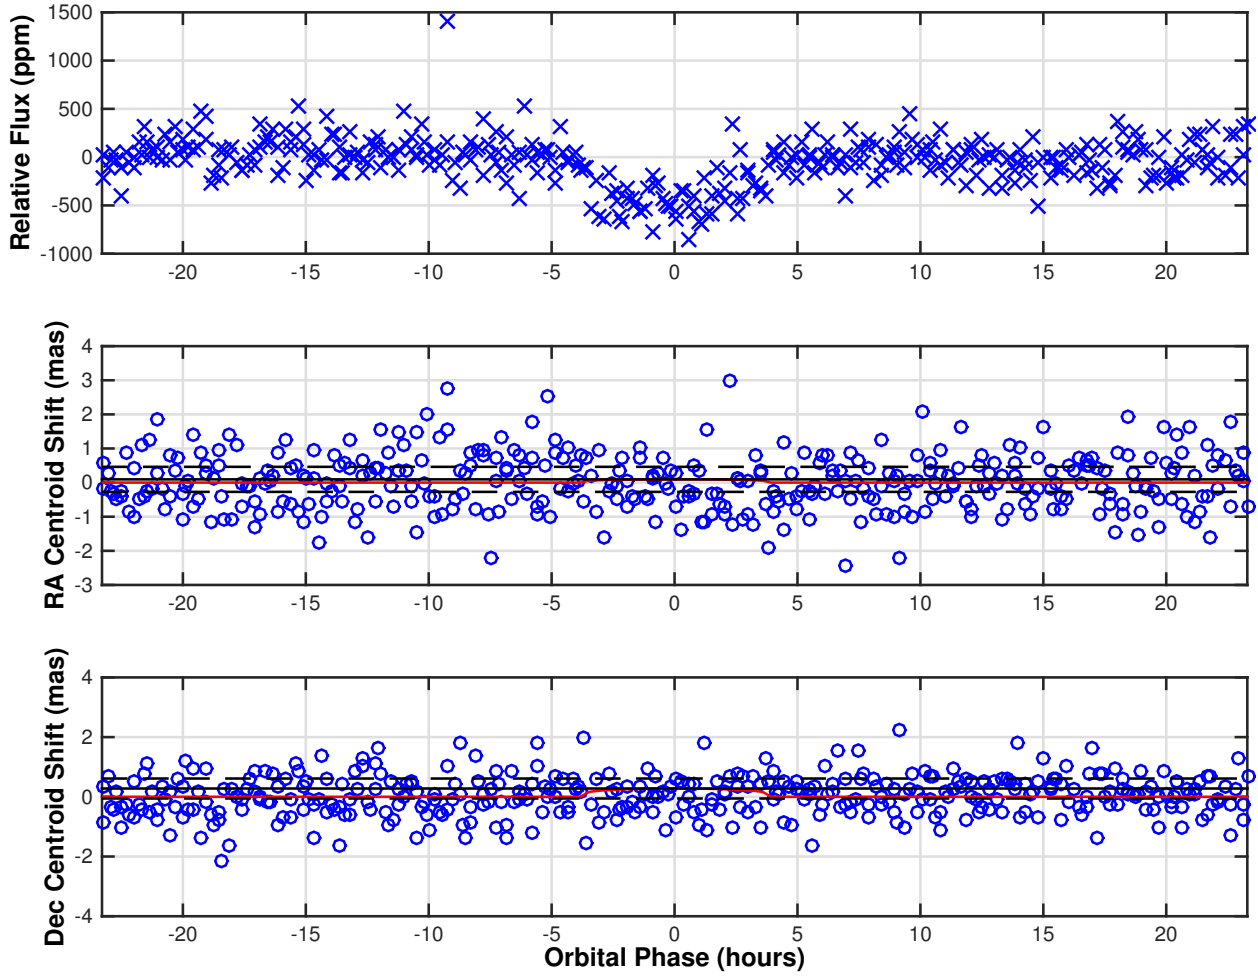 Relative Flux (ppm)
1500
1000
500
0
-500
-1000
-20 -15 -10 -5 0 5 10 15 20
RA Centroid Shift (mas)
4
3
2
1
0
-1
-2
-3
-20 -15 -10 -5 0 5 10 15 20
Dec Centroid Shift (mas)
4
2
0
-2
-4
-20 -15 -10 -5 0 5 10 15 20
Orbital Phase (hours)